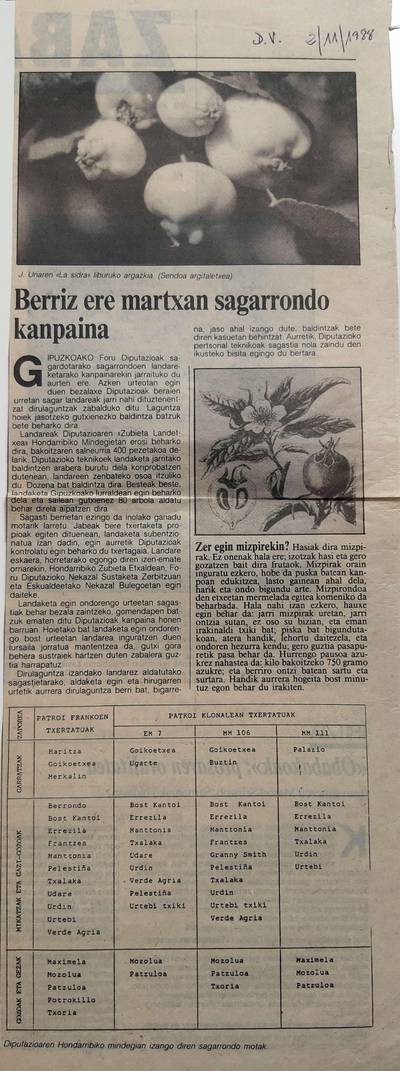 D.V. 2/11/1988
J. Uriaren «La sidra» liburuko argazkia. (Sendoa argitaletxea)
Berriz ere martxan sagarrondo
kanpaina
GIPUZKOAKO Foru Diputazioak sa-
gardotarako sagarrondoen landare-
ketarako kanpainarekin jarraituko du
aurten ere. Azken urteotan egin
duen bezalaxe Diputazioak beraien
urretan sagar landareak jarri nahi dituztenent-
zat dirulaguntzak zabalduko ditu. Laguntza
hoiek jasotzeko gutxienezko baldintza batzuk
bete beharko dira.
Landareak Diputazioaren «Zubieta Landet-
xea» Hondarribiko Mindegietan erosi beharko
dira, bakoitzaren salneurria 400 pezetakoa de-
larik. Diputazioko teknikoek landaketa jarritako
baldintzen arabera burutu dela konprobatzen
dutenean, landareen zenbateko osoa itzuliko
du. Dozena bat baldintza dira. Besteak beste,
landaketa Gipuzkoako lurraldean egin beharko
dela eta sailean gutxienez 80 arbola aldatu
behar direla aipatzen dira.
Sagasti berrietan ezingo da inolako ganadu
motarik larretu. Jabeak bere txertaketa pro-
pioak egiten dituenean, landaketa subentzio-
natua izan dadin, egin aurretik Diputazioak
kontrolatu egin beharko du txertagaia. Landare
eskaera, horretarako egongo diren izen-emate
orriarekin, Hondarribiko Zubieta Etxaldean, Fo-
ru Diputazioko Nekazal Sustaketa Zerbitzuan
eta Eskualdeetako Nekazal Bulegoetan egin
daiteke.
Landaketa egin ondorengo urteetan sagas-
tiak behar bezala zaintzeko, gomendapen bat-
zuk ematen ditu Diputazioak kanpaina honen
barruan. Hoietako bat landaketa egin ondoren-
go bost urteetan landarea inguratzen duen
lursaila jorratua mantentzea da, gutxi gora
behera sustraiek hartzen duten zabalera guz-
tia harrapatuz.
Dirulaguntza izandako landarez aldatutako
sagastietarako, aldaketa egin eta hirugarren
urtetik aurrera dirulaguntza berri bat, bigarre-
na, jaso ahal izango dute, baldintzak bete
diren kasuetan behintzat. Aurretik, Diputazioko
pertsonal teknikoak sagastia nola zaindu den
ikusteko bisita egingo du bertara.
Zer egin mizpirekin? Hasiak dira mizpi-
rak. Ez onenak hala ere; izotzak hasi eta gero
gozatzen bait dira frutaok. Mizpirak orain
inguratu ezkero, hobe da puska batean kan-
poan edukitzea, lasto gainean ahal dela,
harik eta ondo bigundu arte. Mizpirondoa
den etxeetan mermelada egitea komeniko da
beharbada. Hala nahi izan ezkero, hauxe
egin behar da: jarri mizpirak uretan, jarri
ontzia sutan, ez oso su bizian, eta eman
irakinaldi txiki bat; piska bat bigunduta-
koan, atera handik, lehortu daitezela, eta
ondoren hezurra kendu, gero guztia pasapu-
retik pasa behar da. Hurrengo pausoa azu-
krez nahastea da: kilo bakoitzeko 750 gramo
azukre; eta berriro ontzi batean sartu eta
surtara. Handik aurrera hogeita bost minu-
tuz egon behar du irakiten.
ZAPOREA
PATROI FRANKOEN TXERTATUAK
PATROI KLONALEAN TXERTATUAK
EM 7 MM 106 MM 111
GARRATZAK
Haritza Goikoetxea Goikoetxea Palazio
Goikoetxea Ugarte Buztin
Merkalin
MIKATZAK ETA GAZI-GOZOAK
Berrondo Bost Kantoi Bost Kantoi Bost Kantoi
Bost Kantoi Errezila Errezila Errezila
Errezila Manttonia Manttonia Manttonia
Frantzes Txalaka Frantzes Txalaka
Manttonia Udare Granny Smith Urdin
Pelestiña Urdin Pelestiña Urtebi
Txalaka Verde Agria Txalaka
Udare Pelestiña Urdin
Urdin Urtebi txiki Urtebi txiki
Urtebi Verde Agria
Verde Agria
GOZOAK ETA GEZAK
Maximela Mozolua Mozolua Maximela
Mozolua Patzuloa Patzuloa Mozolua
Patzuloa Txoria Patzuloa
Potrokillo
Txoria
Diputazioaren Hondarribiko mindegian izango diren sagarrondo motak.